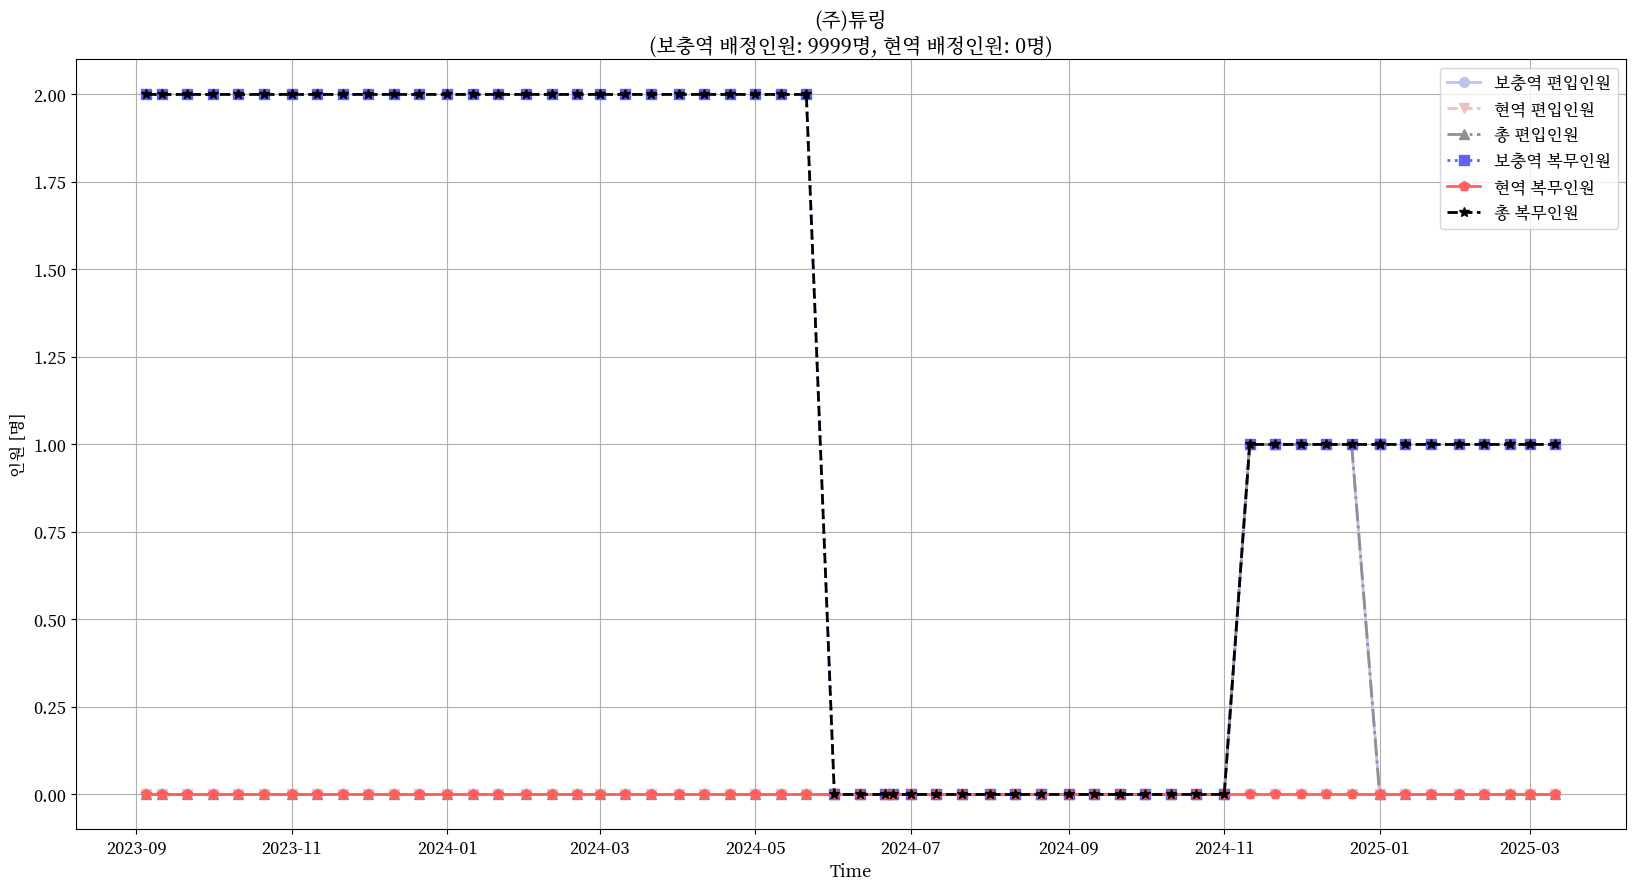 (주)튜링
(보충역 배정인원: 9999명, 현역 배정인원: 0명)
보충역 편입인원
현역 편입인원
총 편입인원
보충역 복무인원
현역 복무인원
총 복무인원
2.00
1.75
1.50
1.25
1.00
0.75
0.50
0.25
0.00
인원 [명]
2023-09 2023-11 2024-01 2024-03 2024-05 2024-07 2024-09 2024-11 2025-01 2025-03
Time